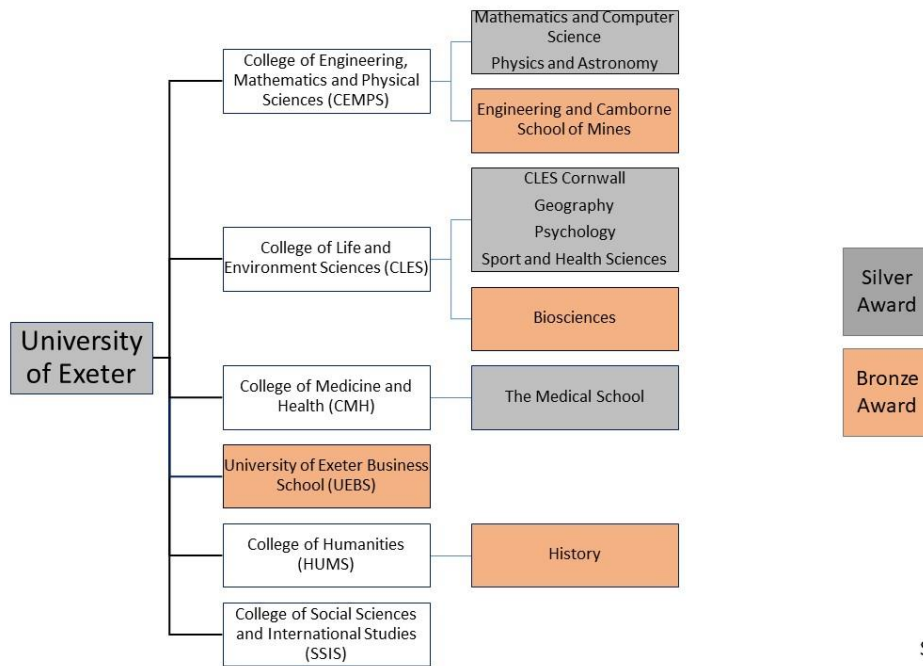 University
of Exeter
College of Engineering,
Mathematics and Physical
Sciences (CEMPS)
Mathematics and Computer
Science
Physics and Astronomy
Engineering and Camborne
School of Mines
College of Life and
Environment Sciences (CLES)
CLES Cornwall
Geography
Psychology
Sport and Health Sciences
Biosciences
College of Medicine and
Health (CMH)
The Medical School
University of Exeter Business
School (UEBS)
College of Humanities
(HUMS)
History
College of Social Sciences
and International Studies
(SSIS)
Silver
Award
Bronze
Award